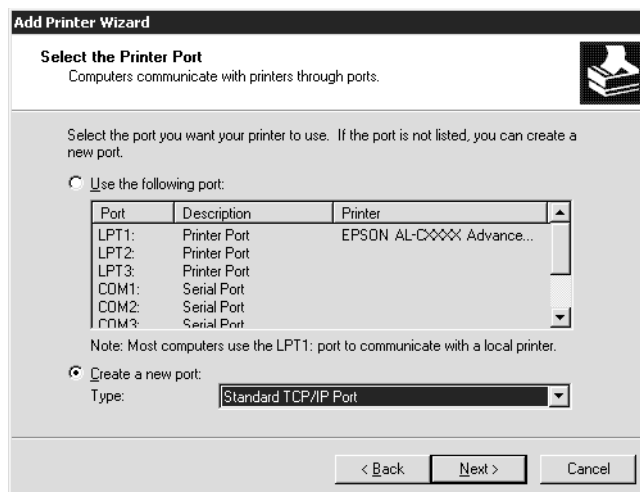 Add Printer Wizard
Select the Printer Port
Computers communicate with printers through ports.
Select the port you want your printer to use. If the port is not listed, you can create a
new port.
Use the following port:
Port Description Printer
LPT1: Printer Port EPSON AL-CXXXX Advance...
LPT2: Printer Port
LPT3: Printer Port
COM1: Serial Port
COM2: Serial Port
COM3: Serial Port
Note: Most computers use the LPT1: port to communicate with a local printer.
Create a new port:
Type: Standard TCP/IP Port
< Back Next > Cancel